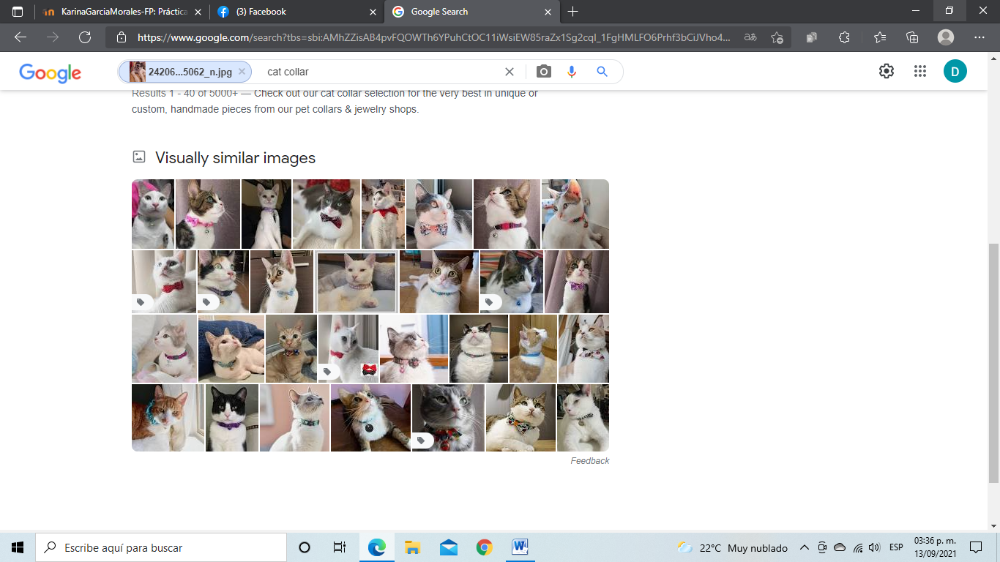 KarinaGarciaMorales-FP: Práctica
(3) Facebook
Google Search
https://www.google.com/search?tbs=sbi:AMhZZisAB4pvFQOWTh6YPuhCtOC11iWsiEW85raZx1Sg2cqI_1FgHMLFO6Prhf3bCiJVho4...
Google
24206...5062_n.jpg
cat collar
D
Results 1 - 40 of 5000+ — Check out our cat collar selection for the very best in unique or
custom, handmade pieces from our pet collars & jewelry shops.
Visually similar images
Feedback
Escribe aquí para buscar
22°C Muy nublado
ESP
03:36 p. m.
13/09/2021